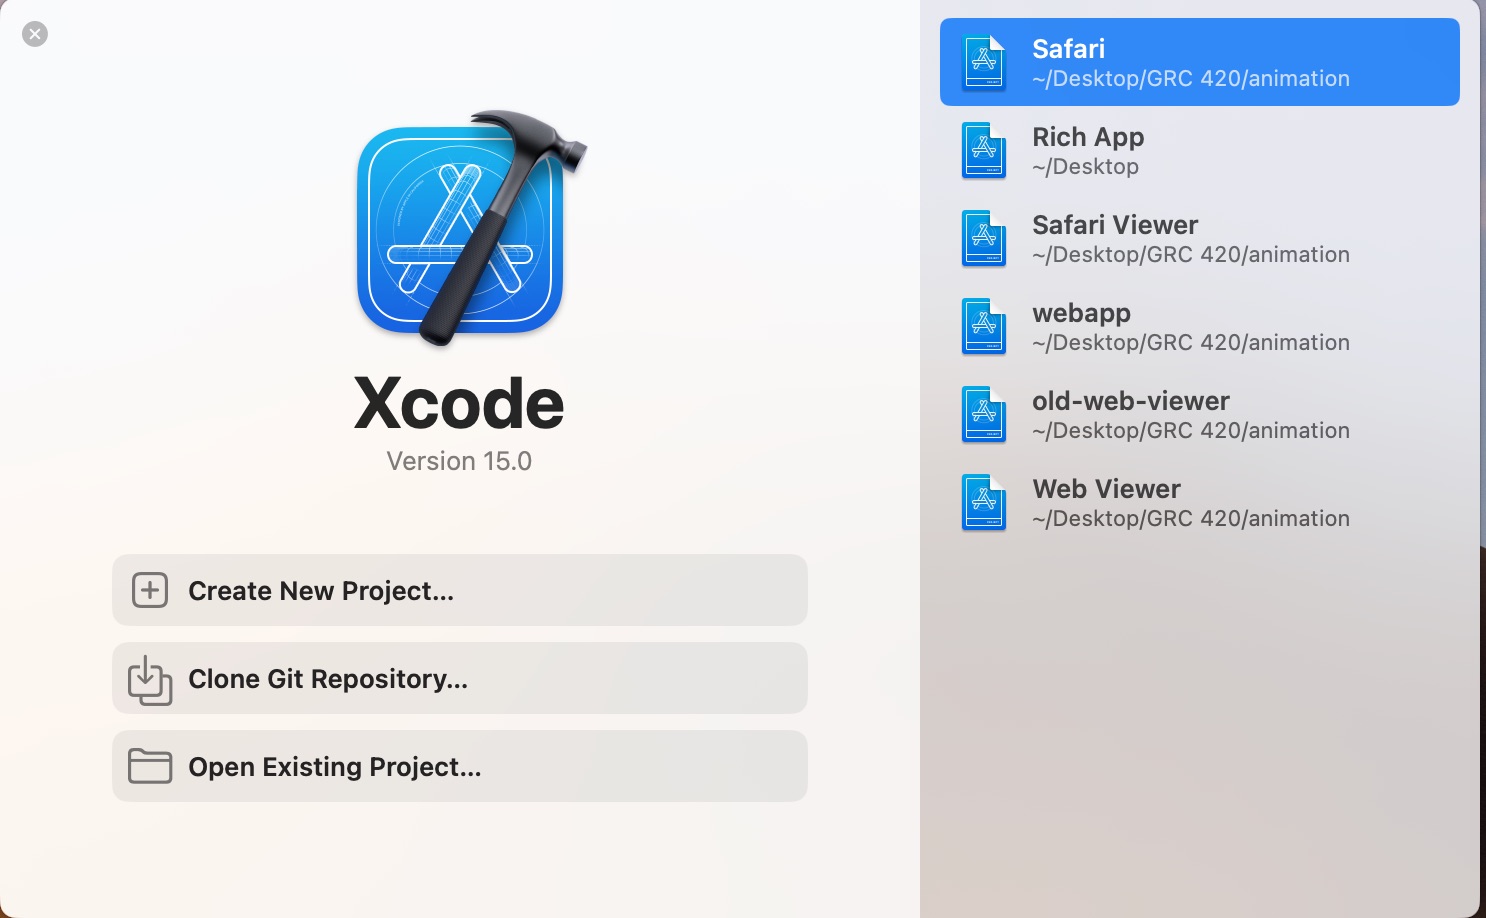 Xcode
Version 15.0
Create New Project...
Clone Git Repository...
Open Existing Project...
Safari
~/Desktop/GRC 420/animation
Rich App
~/Desktop
Safari Viewer
~/Desktop/GRC 420/animation
webapp
~/Desktop/GRC 420/animation
old-web-viewer
~/Desktop/GRC 420/animation
Web Viewer
~/Desktop/GRC 420/animation